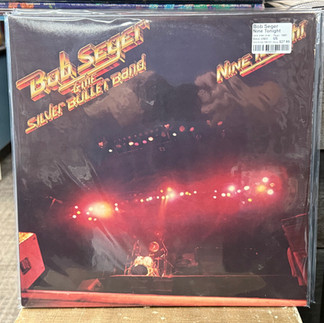 Bob Seger
& The
Silver Bullet Band
Nine Tonight
Bob Seger
Nine Tonight